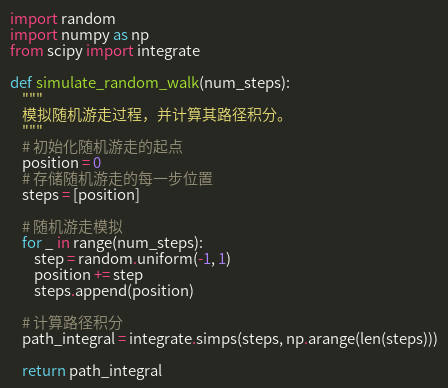 import random
import numpy as np
from scipy import integrate

def simulate_random_walk(num_steps):
    """
    模拟随机游走过程，并计算其路径积分。
    """
    # 初始化随机游走的起点
    position = 0
    # 存储随机游走的每一步位置
    steps = [position]

    # 随机游走模拟
    for _ in range(num_steps):
        step = random.uniform(-1, 1)
        position += step
        steps.append(position)

    # 计算路径积分
    path_integral = integrate.simps(steps, np.arange(len(steps)))

    return path_integral